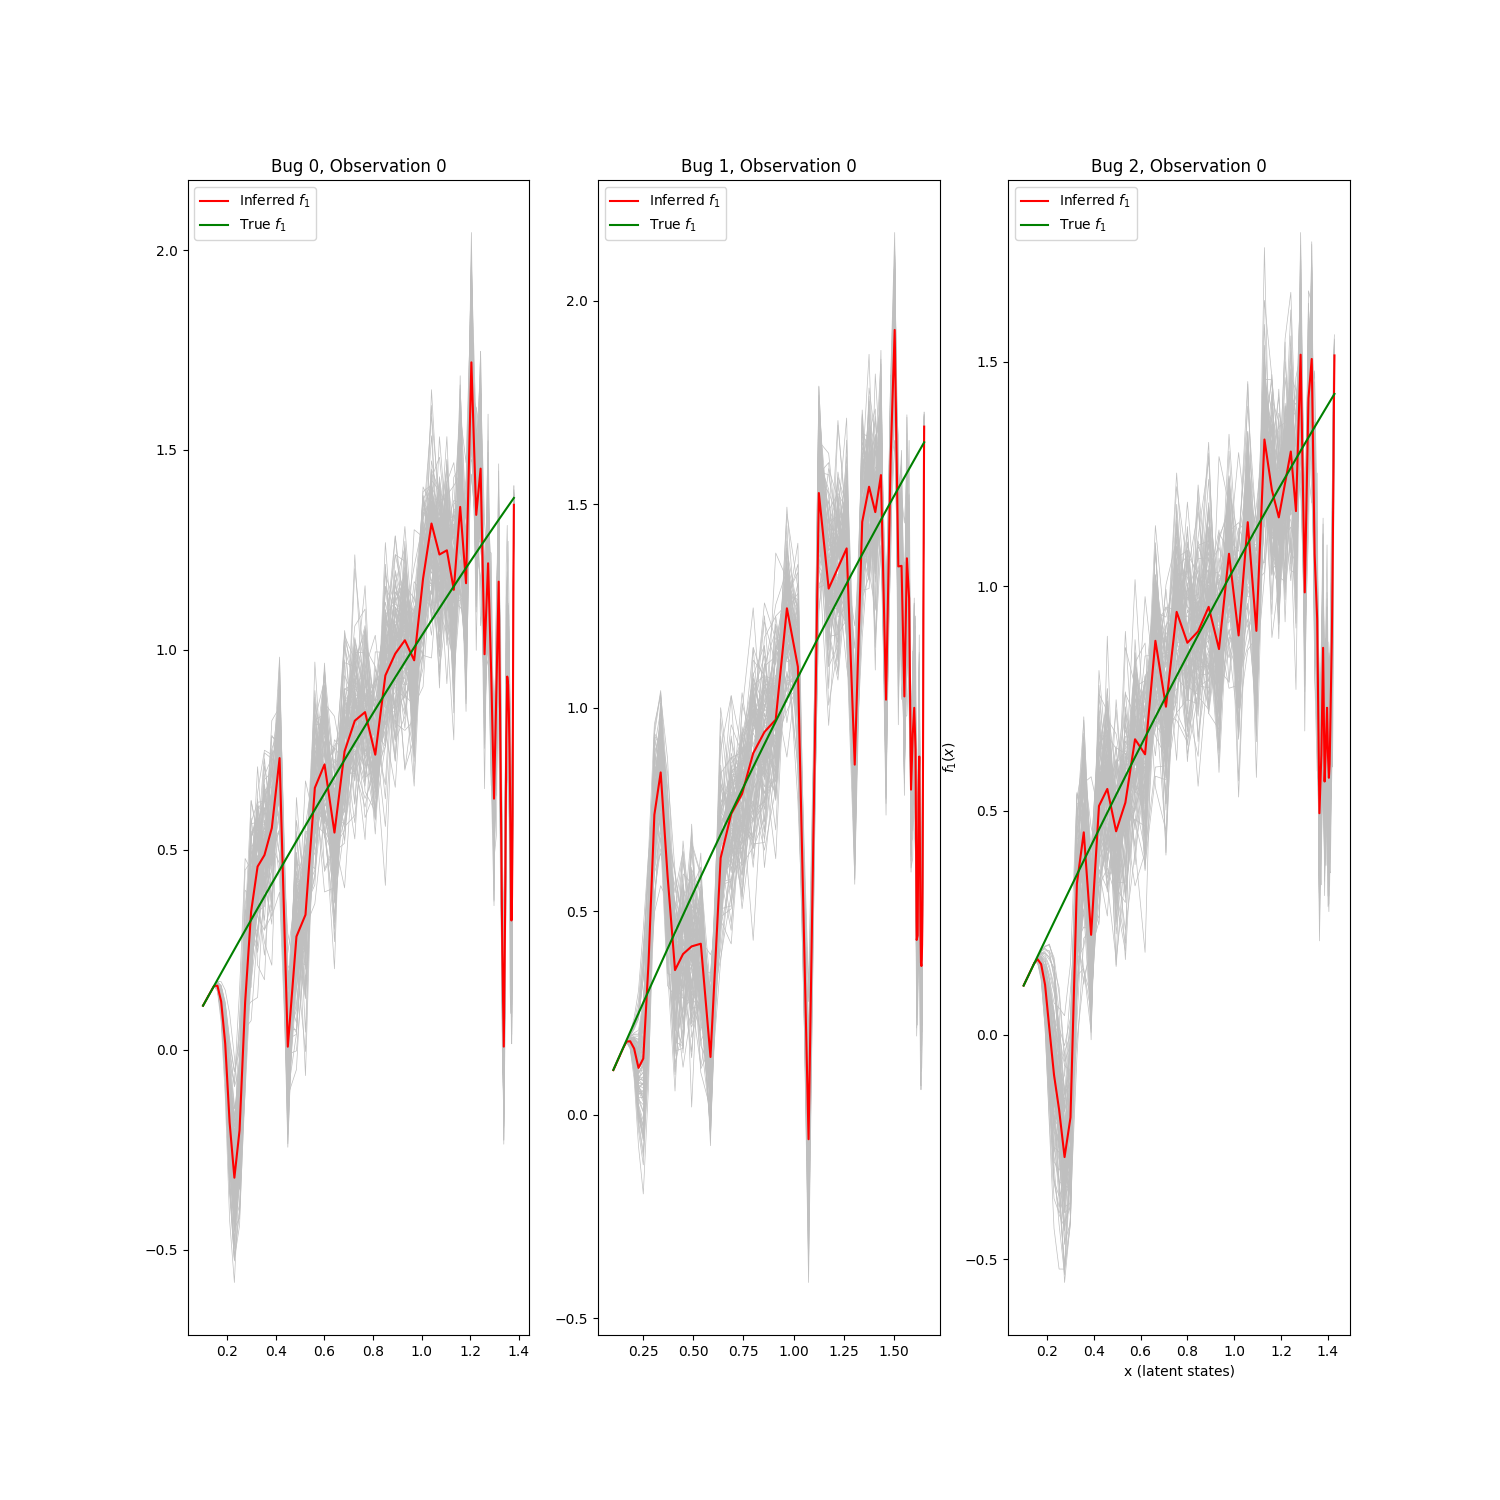 Bug 0, Observation 0
Inferred f₁
True f₁
2.0
1.5
1.0
0.5
0.0
−0.5
0.2 0.4 0.6 0.8 1.0 1.2 1.4
Bug 1, Observation 0
Inferred f₁
True f₁
2.0
1.5
1.0
0.5
0.0
−0.5
0.25 0.50 0.75 1.00 1.25 1.50
Bug 2, Observation 0
Inferred f₁
True f₁
f₁(x)
1.5
1.0
0.5
0.0
−0.5
0.2 0.4 0.6 0.8 1.0 1.2 1.4
x (latent states)